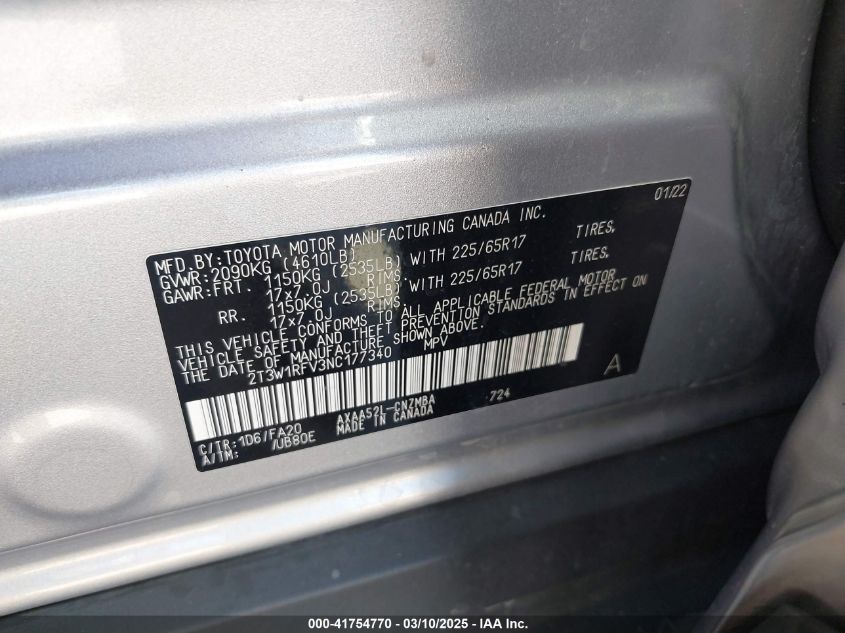 01/22
MFD.BY:TOYOTA MOTOR MANUFACTURING CANADA INC.
GVWR:2090KG (4610LB)
GAWR:FRT. 1150KG (2535LB) WITH 225/65R17 TIRES,
17x7.0J RIMS,
RR. 1150KG (2535LB) WITH 225/65R17 TIRES,
17x7.0J RIMS,
THIS VEHICLE CONFORMS TO ALL APPLICABLE FEDERAL MOTOR
VEHICLE SAFETY AND THEFT PREVENTION STANDARDS IN EFFECT ON
THE DATE OF MANUFACTURE SHOWN ABOVE.
2T3W1RFV3NC177340 MPV
A
C/TR:1D6/FA20 AXAA52L-CNZMBA 724
A/TM: /UB80E MADE IN CANADA
000-41754770 — 03/10/2025 — IAAI.com